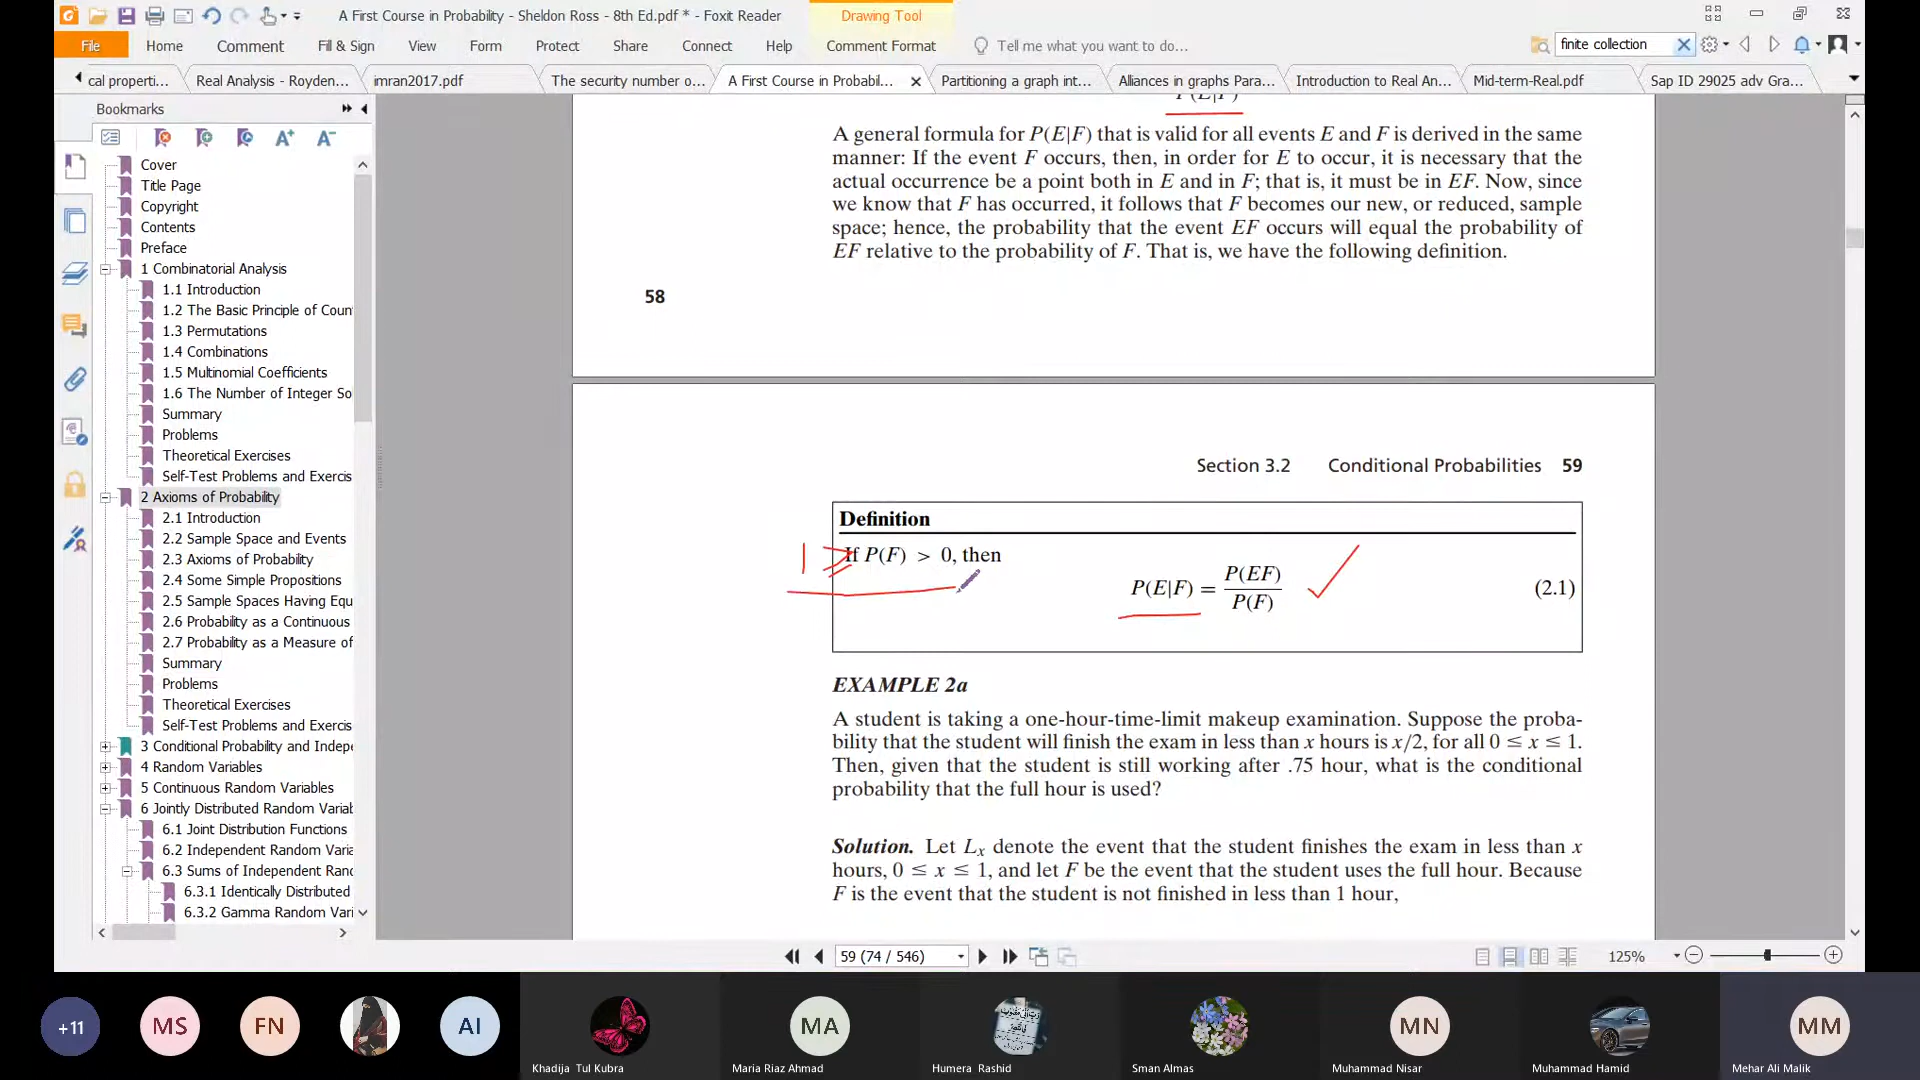 A First Course in Probability - Sheldon Ross - 8th Ed.pdf * - Foxit Reader
Drawing Tool
File Home Comment Fill & Sign View Form Protect Share Connect Help Comment Format Tell me what you want to do... finite collection
cal properti... Real Analysis - Royden... imran2017.pdf The security number o... A First Course in Probabil... Partitioning a graph int... Alliances in graphs Para... Introduction to Real An... Mid-term-Real.pdf Sap ID 29025 adv Gra...
Bookmarks
Cover
Title Page
Copyright
Contents
Preface
1 Combinatorial Analysis
1.1 Introduction
1.2 The Basic Principle of Coun
1.3 Permutations
1.4 Combinations
1.5 Multinomial Coefficients
1.6 The Number of Integer So
Summary
Problems
Theoretical Exercises
Self-Test Problems and Exercis
2 Axioms of Probability
2.1 Introduction
2.2 Sample Space and Events
2.3 Axioms of Probability
2.4 Some Simple Propositions
2.5 Sample Spaces Having Equ
2.6 Probability as a Continuous
2.7 Probability as a Measure of
Summary
Problems
Theoretical Exercises
Self-Test Problems and Exercis
3 Conditional Probability and Indepe
4 Random Variables
5 Continuous Random Variables
6 Jointly Distributed Random Variab
6.1 Joint Distribution Functions
6.2 Independent Random Varia
6.3 Sums of Independent Ranc
6.3.1 Identically Distributed
6.3.2 Gamma Random Vari
P(E|F)
A general formula for P(E|F) that is valid for all events E and F is derived in the same
manner: If the event F occurs, then, in order for E to occur, it is necessary that the
actual occurrence be a point both in E and in F; that is, it must be in EF. Now, since
we know that F has occurred, it follows that F becomes our new, or reduced, sample
space; hence, the probability that the event EF occurs will equal the probability of
EF relative to the probability of F. That is, we have the following definition.
58
Section 3.2 Conditional Probabilities 59
Definition
1 ≥ If P(F) > 0, then
P(E|F) = P(EF) / P(F) (2.1)
EXAMPLE 2a
A student is taking a one-hour-time-limit makeup examination. Suppose the proba-
bility that the student will finish the exam in less than x hours is x/2, for all 0 ≤ x ≤ 1.
Then, given that the student is still working after .75 hour, what is the conditional
probability that the full hour is used?
Solution. Let Lx denote the event that the student finishes the exam in less than x
hours, 0 ≤ x ≤ 1, and let F be the event that the student uses the full hour. Because
F is the event that the student is not finished in less than 1 hour,
59 (74 / 546)
125%
+11 MS FN AI MA MN MM
Khadija Tul Kubra Maria Riaz Ahmad Humera Rashid Sman Almas Muhammad Nisar Muhammad Hamid Mehar Ali Malik